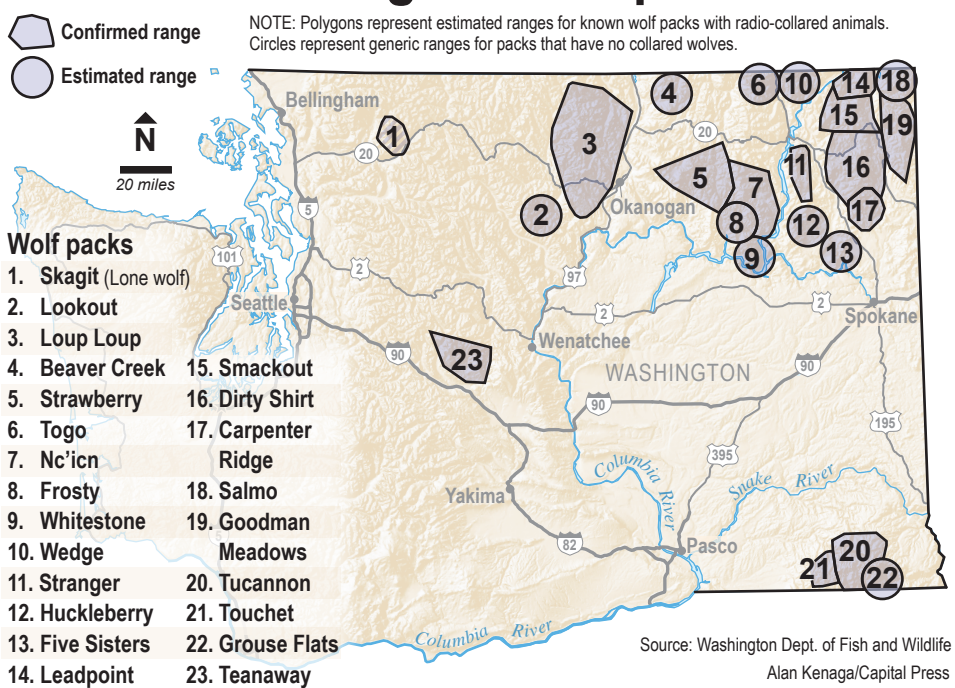 Confirmed range
Estimated range
NOTE: Polygons represent estimated ranges for known wolf packs with radio-collared animals.
Circles represent generic ranges for packs that have no collared wolves.
N
20 miles
Bellingham
Okanogan
Seattle
Wenatchee
Spokane
WASHINGTON
Yakima
Pasco
Columbia River
Snake River
Columbia River
20
20
5
101
2
97
2
2
90
90
90
195
395
82
5
1
2
3
4
5
6
7
8
9
10
11
12
13
14
15
16
17
18
19
20
21
22
23
Wolf packs
1. Skagit (Lone wolf)
2. Lookout
3. Loup Loup
4. Beaver Creek
5. Strawberry
6. Togo
7. Nc'icn
8. Frosty
9. Whitestone
10. Wedge
11. Stranger
12. Huckleberry
13. Five Sisters
14. Leadpoint
15. Smackout
16. Dirty Shirt
17. Carpenter
Ridge
18. Salmo
19. Goodman
Meadows
20. Tucannon
21. Touchet
22. Grouse Flats
23. Teanaway
Source: Washington Dept. of Fish and Wildlife
Alan Kenaga/Capital Press